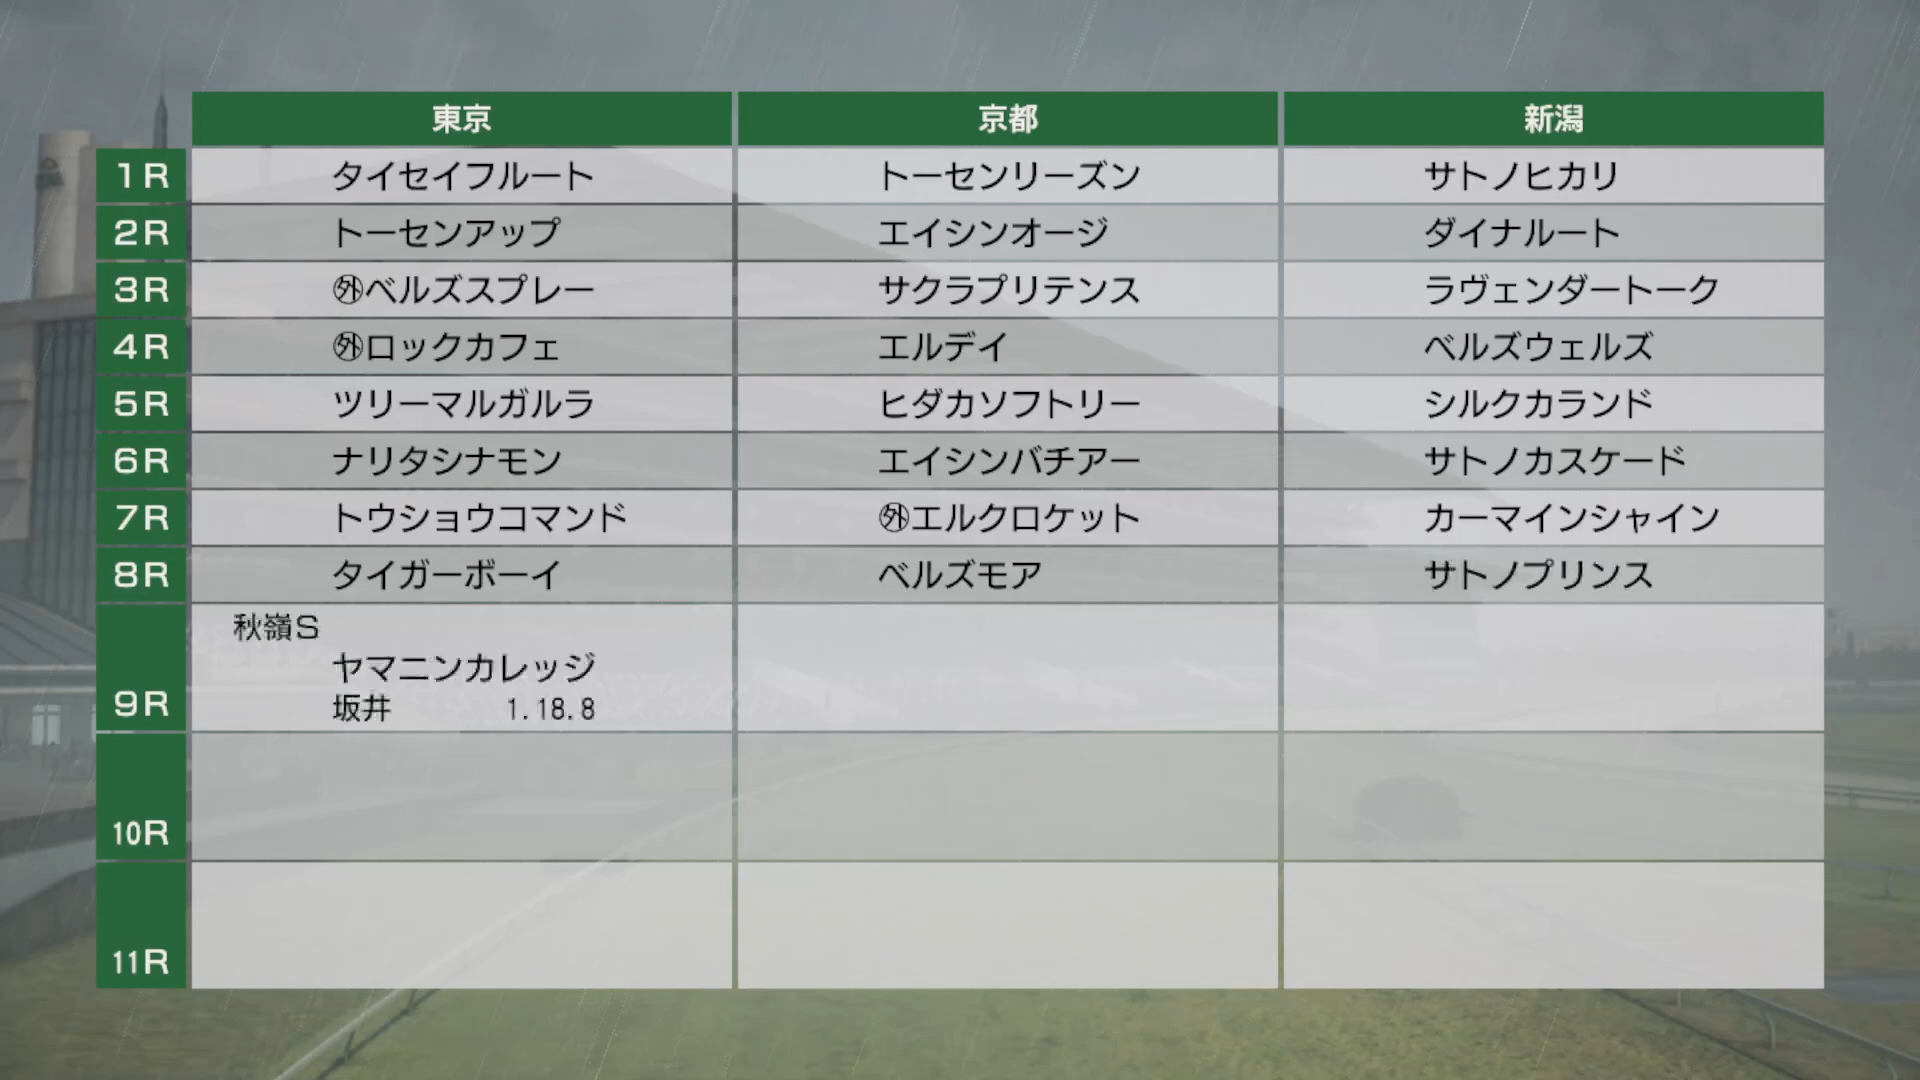 東京 京都 新潟
1R タイセイフルート トーセンリーズン サトノヒカリ
2R トーセンアップ エイシンオージ ダイナルート
3R ㊕ベルズスプレー サクラプリテンス ラヴェンダートーク
4R 外ロックカフェ エルデイ ベルズウェルズ
5R ツリーマルガルラ ヒダカソフトリー シルクカランド
6R ナリタシナモン エイシンバチアー サトノカスケード
7R トウショウコマンド 外エルクロケット カーマインシャイン
8R タイガーボーイ ベルズモア サトノプリンス
秋嶺S
ヤマニンカレッジ
9R 坂井 1.18.8
10R
11R